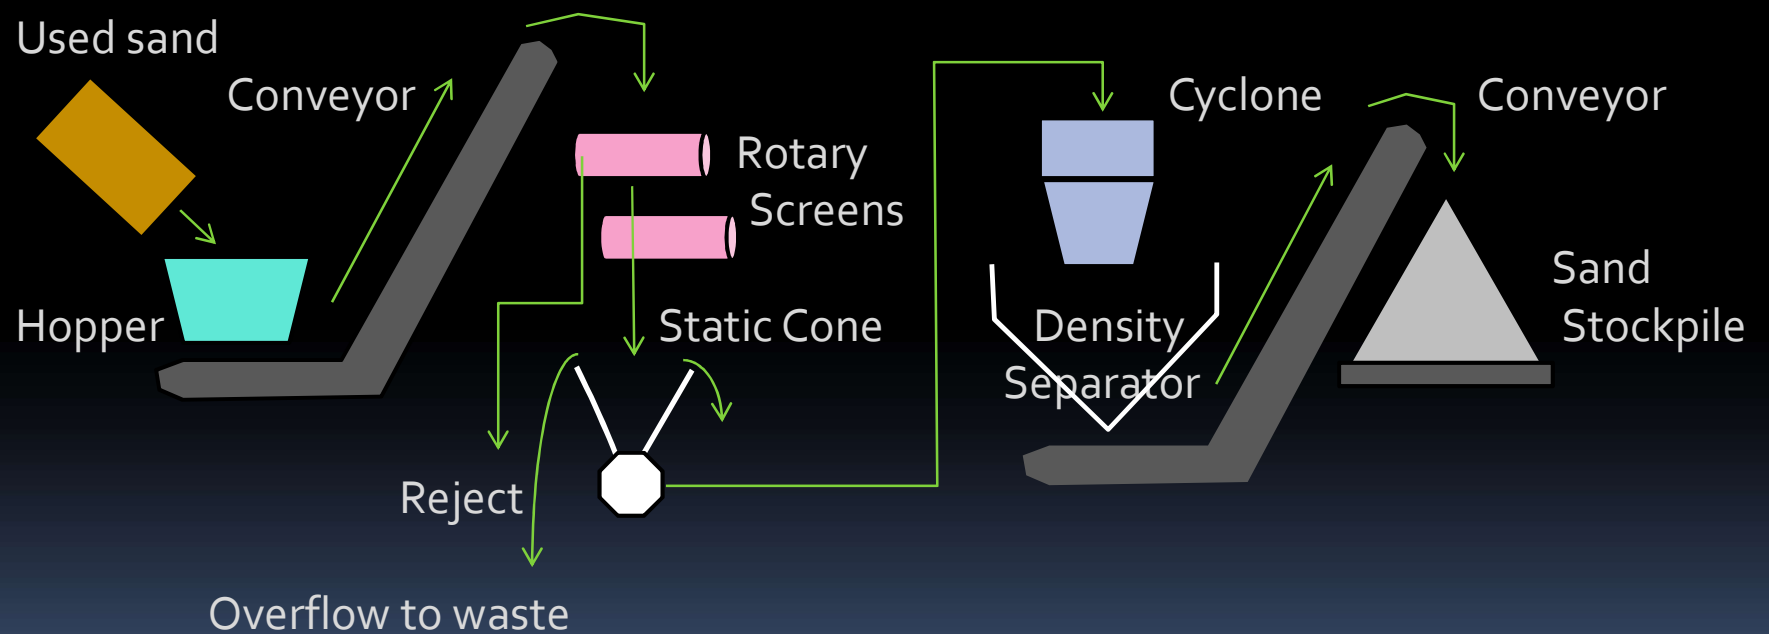 Used sand
Conveyor
Hopper
Rotary
Screens
Static Cone
Reject
Overflow to waste
Cyclone
Density
Separator
Conveyor
Sand
Stockpile